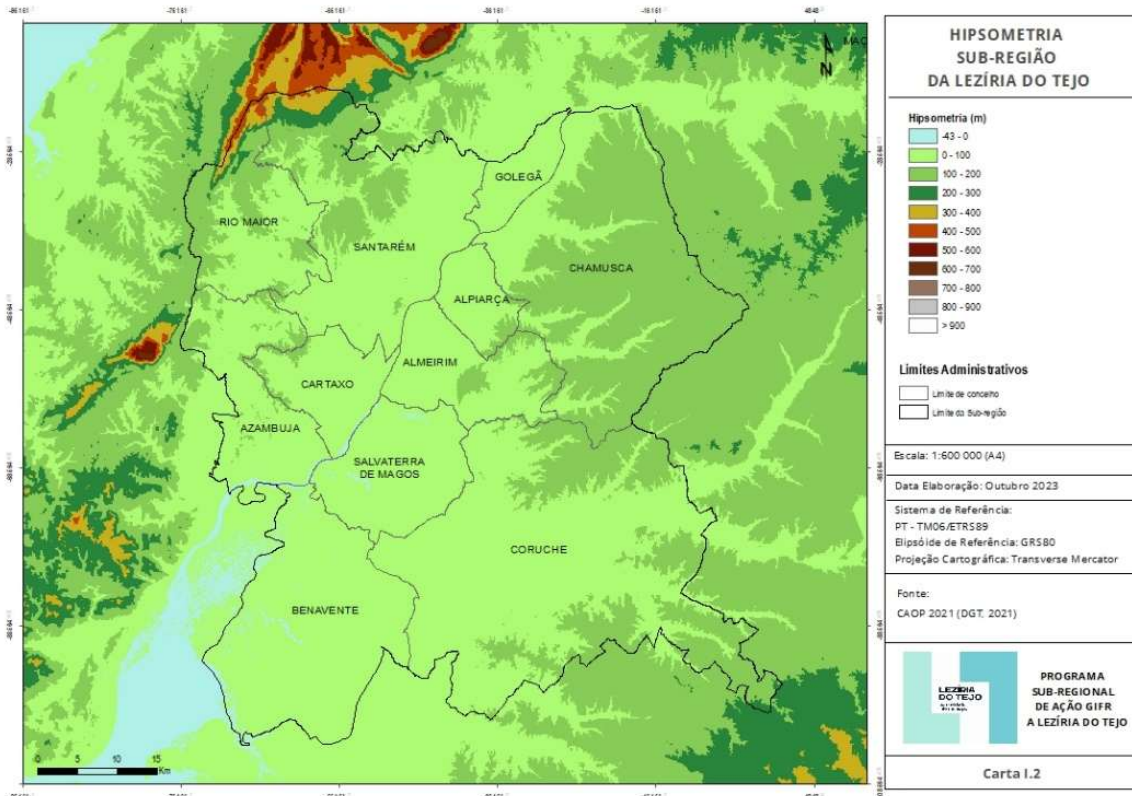 -75161
-15161
4848
MAC
N
GOLEGÃ
RIO MAIOR
SANTARÉM
CHAMUSCA
ALPIARÇA
ALMEIRIM
CARTAXO
AZAMBUJA
SALVATERRA
DE MAGOS
CORUCHE
BENAVENTE
0 5 10 15
Km
HIPSOMETRIA
SUB-REGIÃO
DA LEZÍRIA DO TEJO
Hipsometria (m)
-43 - 0
0 - 100
100 - 200
200 - 300
300 - 400
400 - 500
500 - 600
600 - 700
700 - 800
800 - 900
> 900
Limites Administrativos
Limite de concelho
Limite da Sub-região
Escala: 1:600 000 (A4)
Data Elaboração: Outubro 2023
Sistema de Referência:
PT - TM06/ETRS89
Elipsóide de Referência: GRS80
Projeção Cartográfica: Transverse Mercator
Fonte:
CAOP 2021 (DGT, 2021)
LEZÍRIA
DO TEJO
PROGRAMA
SUB-REGIONAL
DE AÇÃO GIFR
A LEZÍRIA DO TEJO
Carta I.2